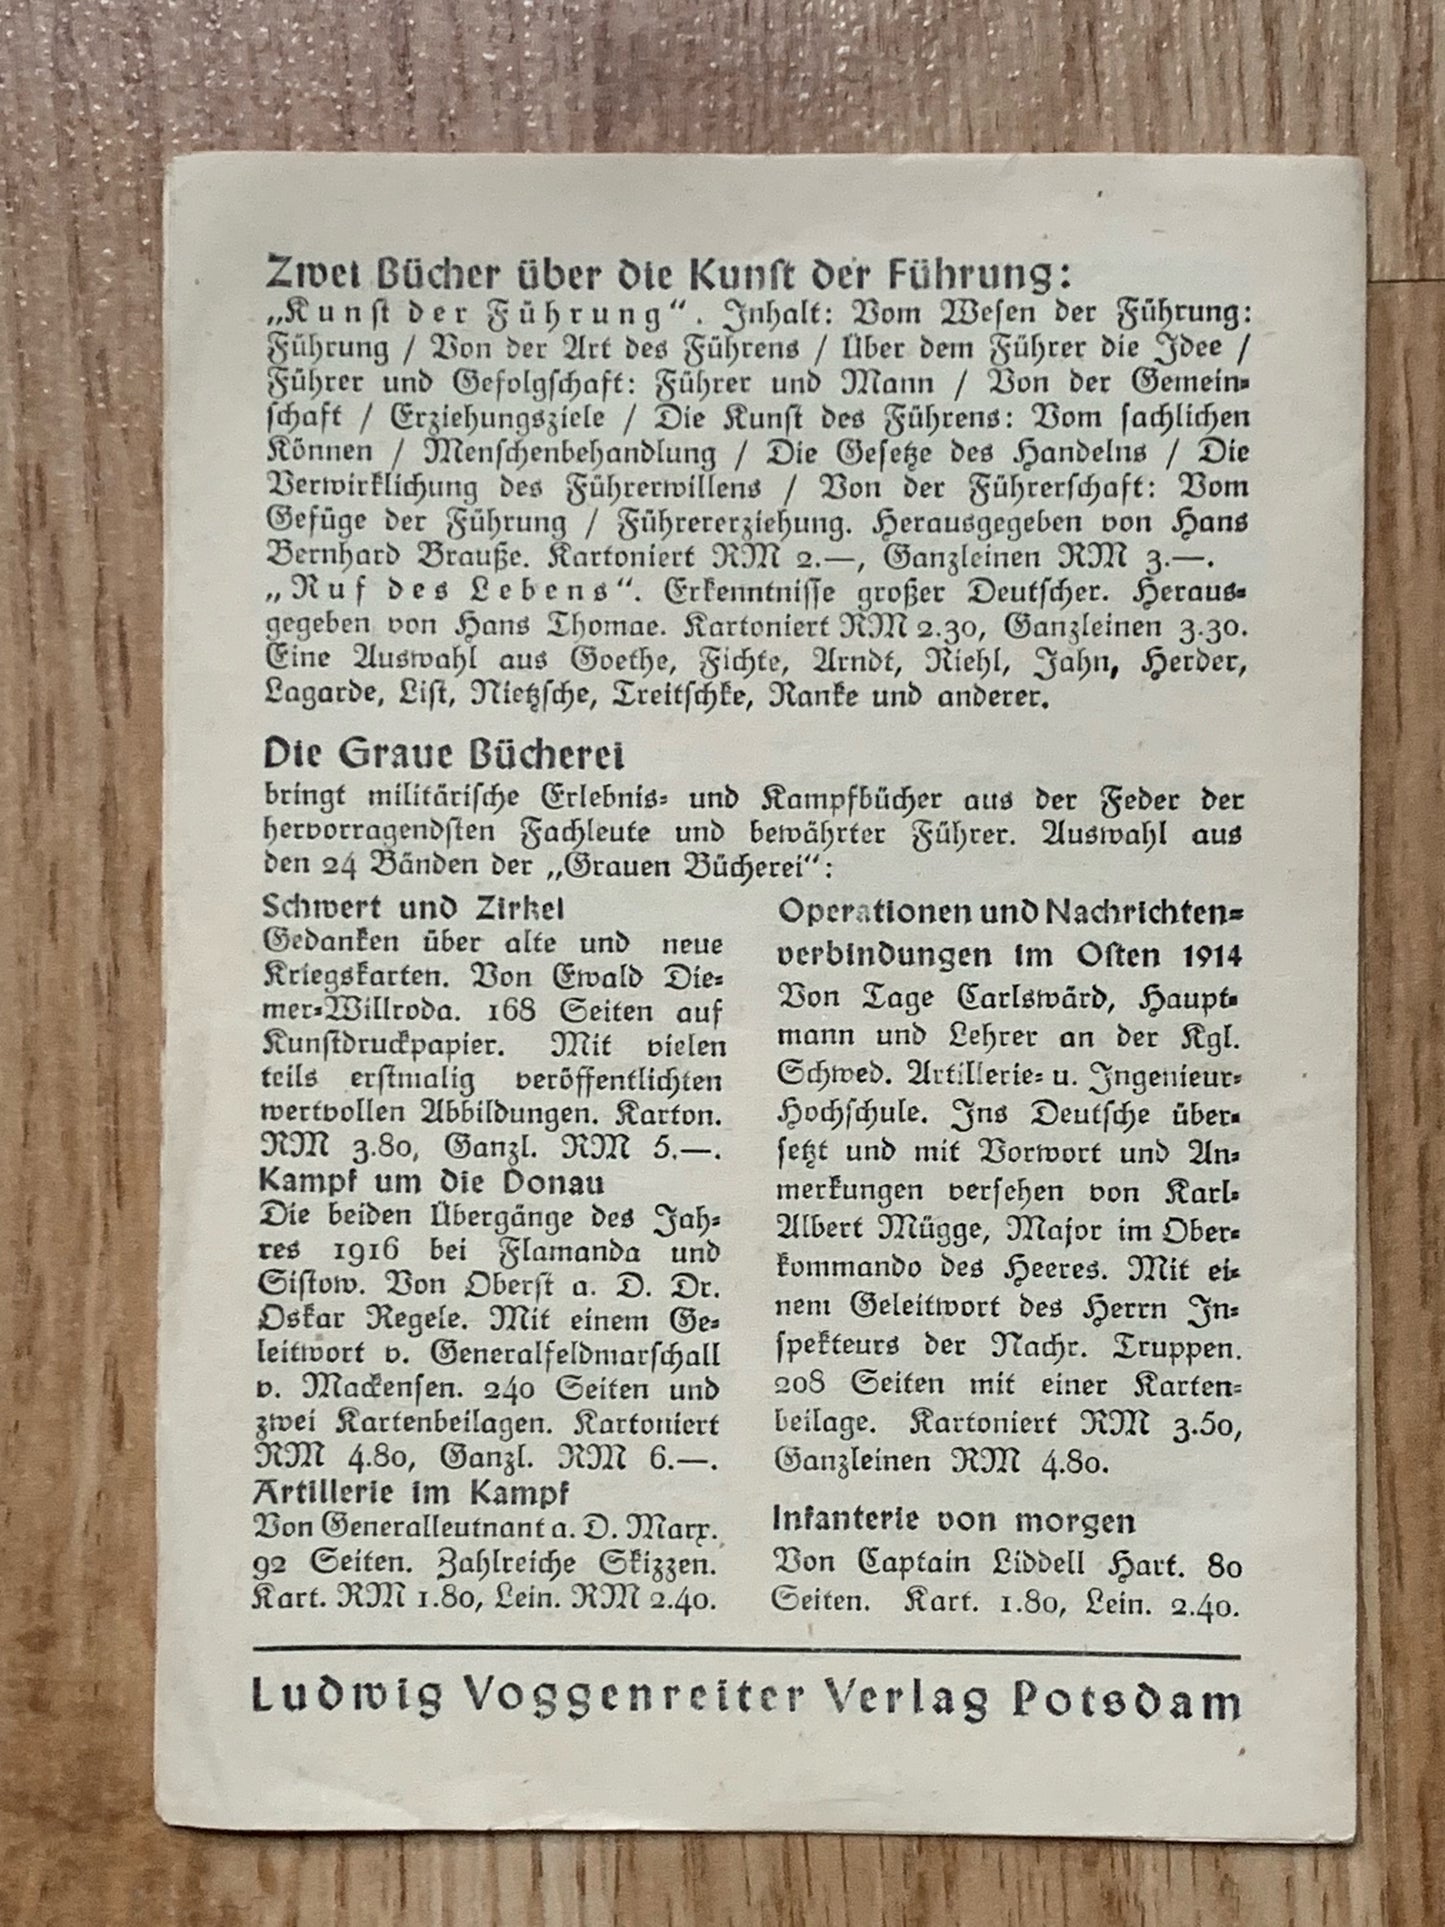 Zwei Bücher über die Kunst der Führung:
„Kunst der Führung“. Inhalt: Vom Wesen der Führung:
Führung / Von der Art des Führens / Über dem Führer die Idee /
Führer und Gefolgschaft: Führer und Mann / Von der Gemein-
schaft / Erziehungsziele / Die Kunst des Führens: Vom sachlichen
Können / Menschenbehandlung / Die Gesetze des Handelns / Die
Verwirklichung des Führerwillens / Von der Führerschaft: Vom
Gefüge der Führung / Führererziehung. Herausgegeben von Hans
Bernhard Brauße. Kartoniert RM 2.—, Ganzleinen RM 3.—.
„Ruf des Lebens“. Erkenntnisse großer Deutscher. Heraus-
gegeben von Hans Thomae. Kartoniert RM 2.30, Ganzleinen 3.30.
Eine Auswahl aus Goethe, Fichte, Arndt, Riehl, Jahn, Herder,
Lagarde, List, Nietzsche, Treitschke, Ranke und anderer.
Die Graue Bücherei
bringt militärische Erlebnis- und Kampfbücher aus der Feder der
hervorragendsten Fachleute und bewährter Führer. Auswahl aus
den 24 Bänden der „Grauen Bücherei“:
Schwert und Zirkel
Gedanken über alte und neue
Kriegskarten. Von Ewald Die-
mer-Willroda. 168 Seiten auf
Kunstdruckpapier. Mit vielen
teils erstmalig veröffentlichten
wertvollen Abbildungen. Karton.
RM 3.80, Ganzl. RM 5.—.
Kampf um die Donau
Die beiden Übergänge des Jah-
res 1916 bei Flamanda und
Sistow. Von Oberst a. D. Dr.
Oskar Regele. Mit einem Ge-
leitwort v. Generalfeldmarschall
v. Mackensen. 240 Seiten und
zwei Kartenbeilagen. Kartoniert
RM 4.80, Ganzl. RM 6.—.
Artillerie im Kampf
Von Generalleutnant a. D. Marx.
92 Seiten. Zahlreiche Skizzen.
Kart. RM 1.80, Lein. RM 2.40.
Operationen und Nachrichten-
verbindungen im Osten 1914
Von Tage Carlswärd, Haupt-
mann und Lehrer an der Kgl.
Schwed. Artillerie- u. Ingenieur-
Hochschule. Ins Deutsche über-
setzt und mit Vorwort und An-
merkungen versehen von Karl-
Albert Mügge, Major im Ober-
kommando des Heeres. Mit ei-
nem Geleitwort des Herrn In-
spekteurs der Nachr. Truppen.
208 Seiten mit einer Karten-
beilage. Kartoniert RM 3.50,
Ganzleinen RM 4.80.
Infanterie von morgen
Von Captain Liddell Hart. 80
Seiten. Kart. 1.80, Lein. 2.40.
Ludwig Voggenreiter Verlag Potsdam